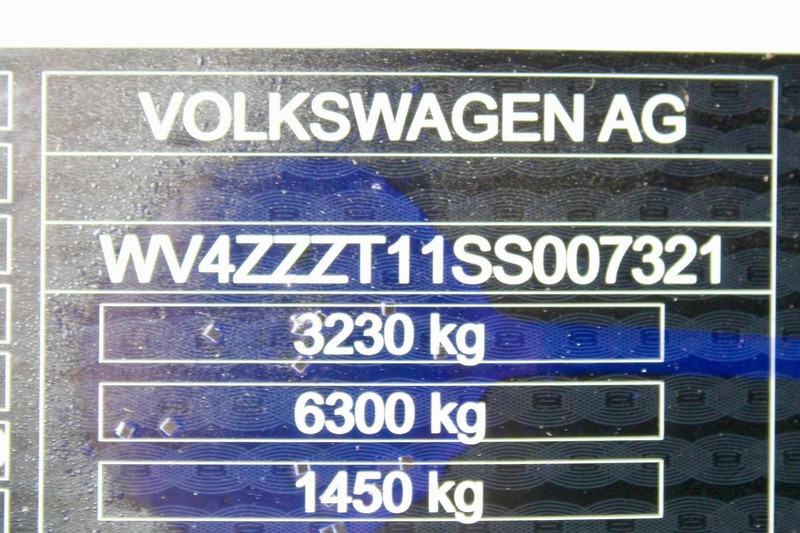 VOLKSWAGEN AG
WV4ZZZT11SS007321
3230 kg
6300 kg
1450 kg